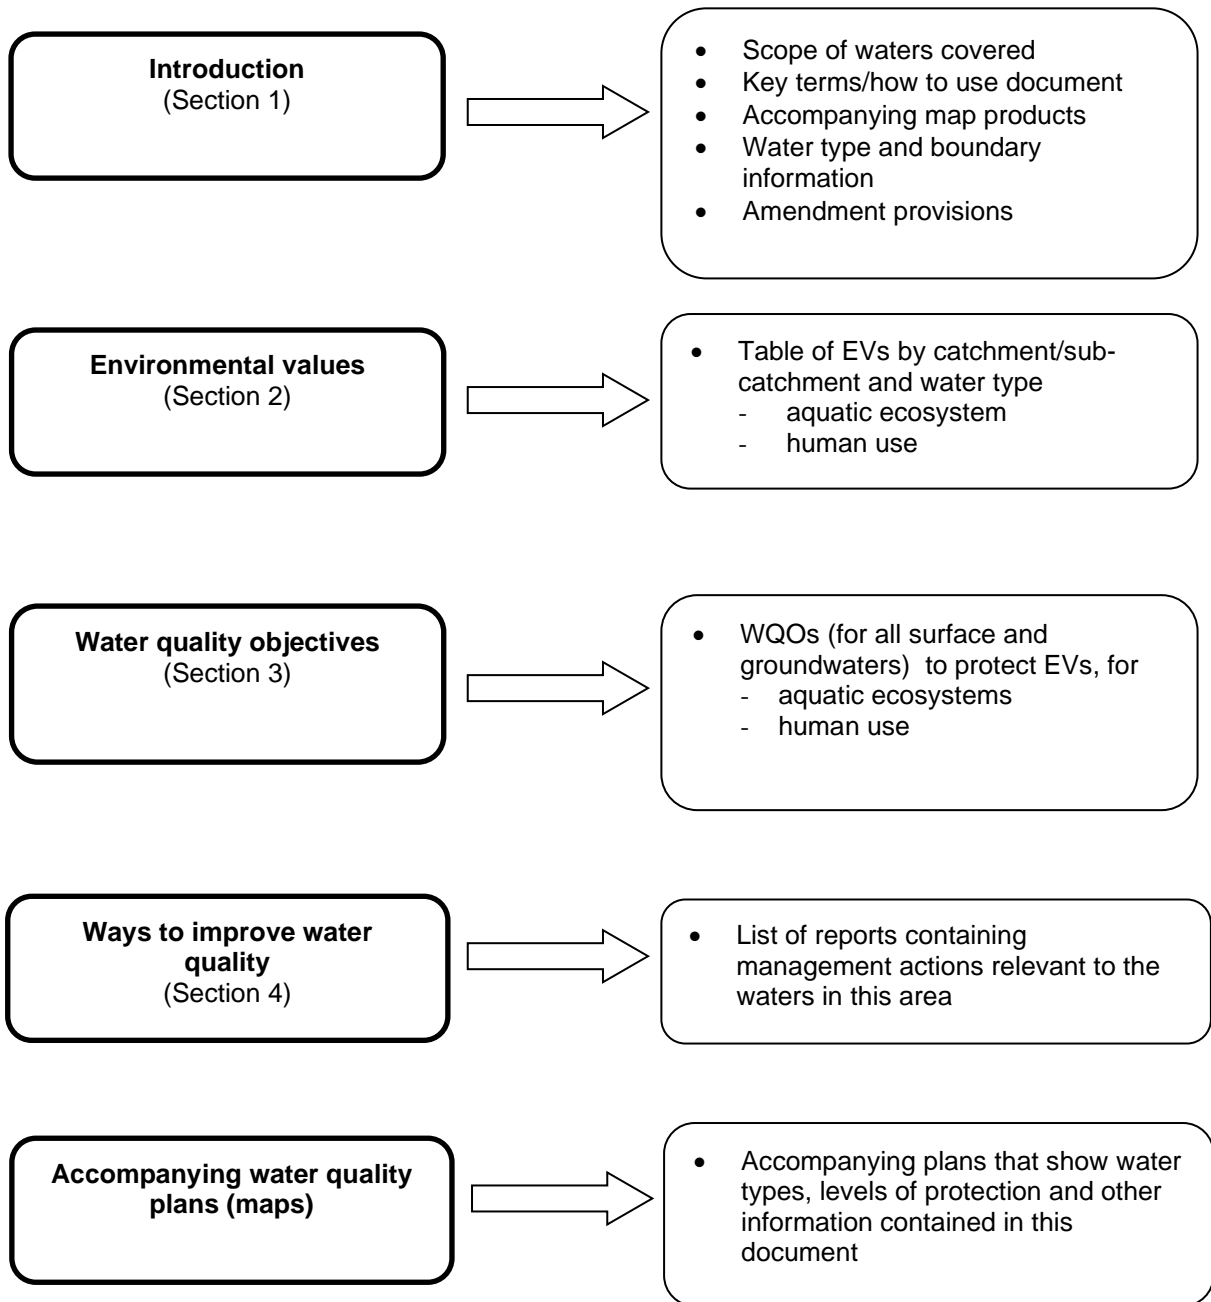 Introduction
(Section 1)
• Scope of waters covered
• Key terms/how to use document
• Accompanying map products
• Water type and boundary
information
• Amendment provisions
Environmental values
(Section 2)
• Table of EVs by catchment/sub-
catchment and water type
- aquatic ecosystem
- human use
Water quality objectives
(Section 3)
• WQOs (for all surface and
groundwaters) to protect EVs, for
- aquatic ecosystems
- human use
Ways to improve water
quality
(Section 4)
• List of reports containing
management actions relevant to the
waters in this area
Accompanying water quality
plans (maps)
• Accompanying plans that show water
types, levels of protection and other
information contained in this
document